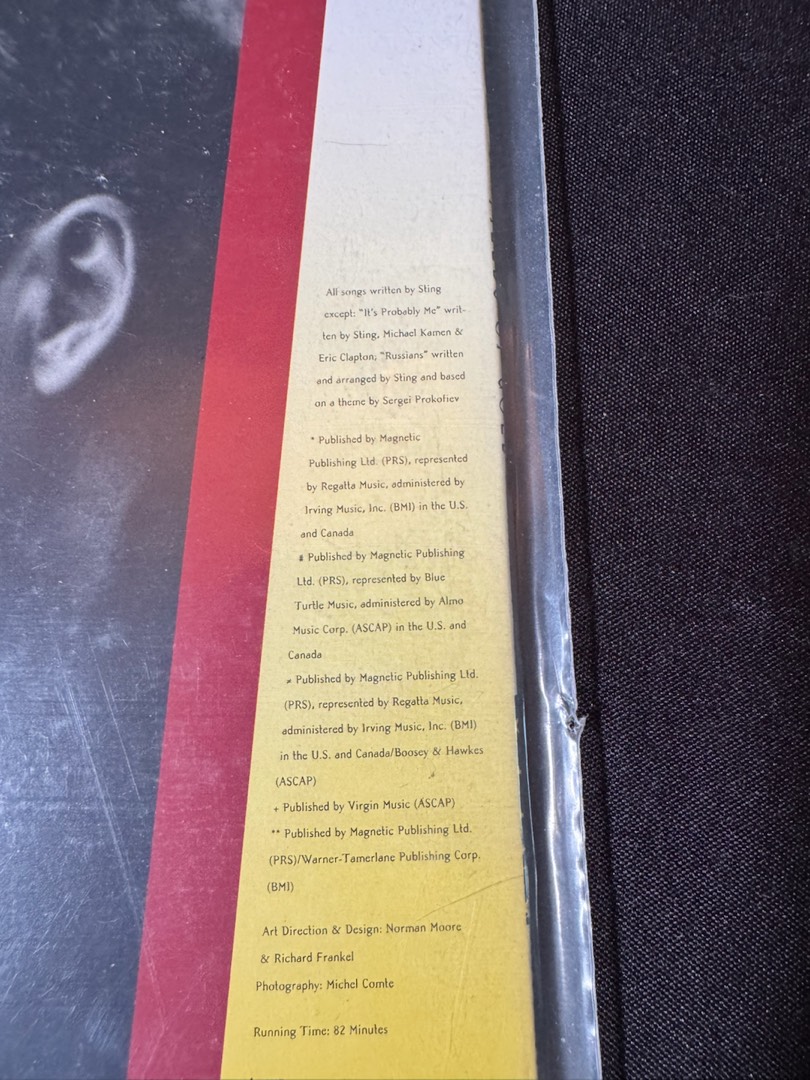 All songs written by Sting
except: "It's Probably Me" writ-
ten by Sting, Michael Kamen &
Eric Clapton; "Russians" written
and arranged by Sting and based
on a theme by Sergei Prokofiev
* Published by Magnetic
Publishing Ltd. (PRS), represented
by Regatta Music, administered by
Irving Music, Inc. (BMI) in the U.S.
and Canada
Published by Magnetic Publishing
Ltd. (PRS), represented by Blue
Turtle Music, administered by Almo
Music Corp. (ASCAP) in the U.S. and
Canada
Published by Magnetic Publishing Ltd.
(PRS), represented by Regatta Music,
administered by Irving Music, Inc. (BMI)
in the U.S. and Canada/Boosey & Hawkes
(ASCAP)
+ Published by Virgin Music (ASCAP)
** Published by Magnetic Publishing Ltd.
(PRS)/Warner-Tamerlane Publishing Corp.
(BMI)
Art Direction & Design: Norman Moore
& Richard Frankel
Photography: Michel Comte
Running Time: 82 Minutes